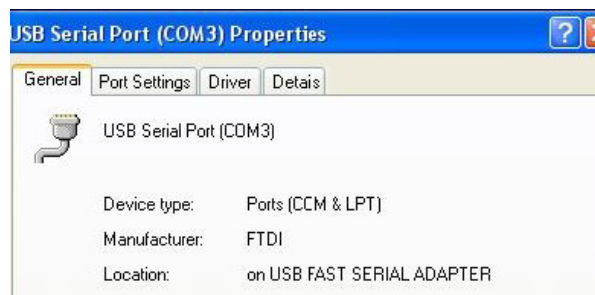 USB Serial Port (COM3) Properties
General Port Settings Driver Detais
USB Serial Port (COM3)
Device type: Ports (CCM & LPT)
Manufacturer: FTDI
Location: on USB FAST SERIAL ADAPTER